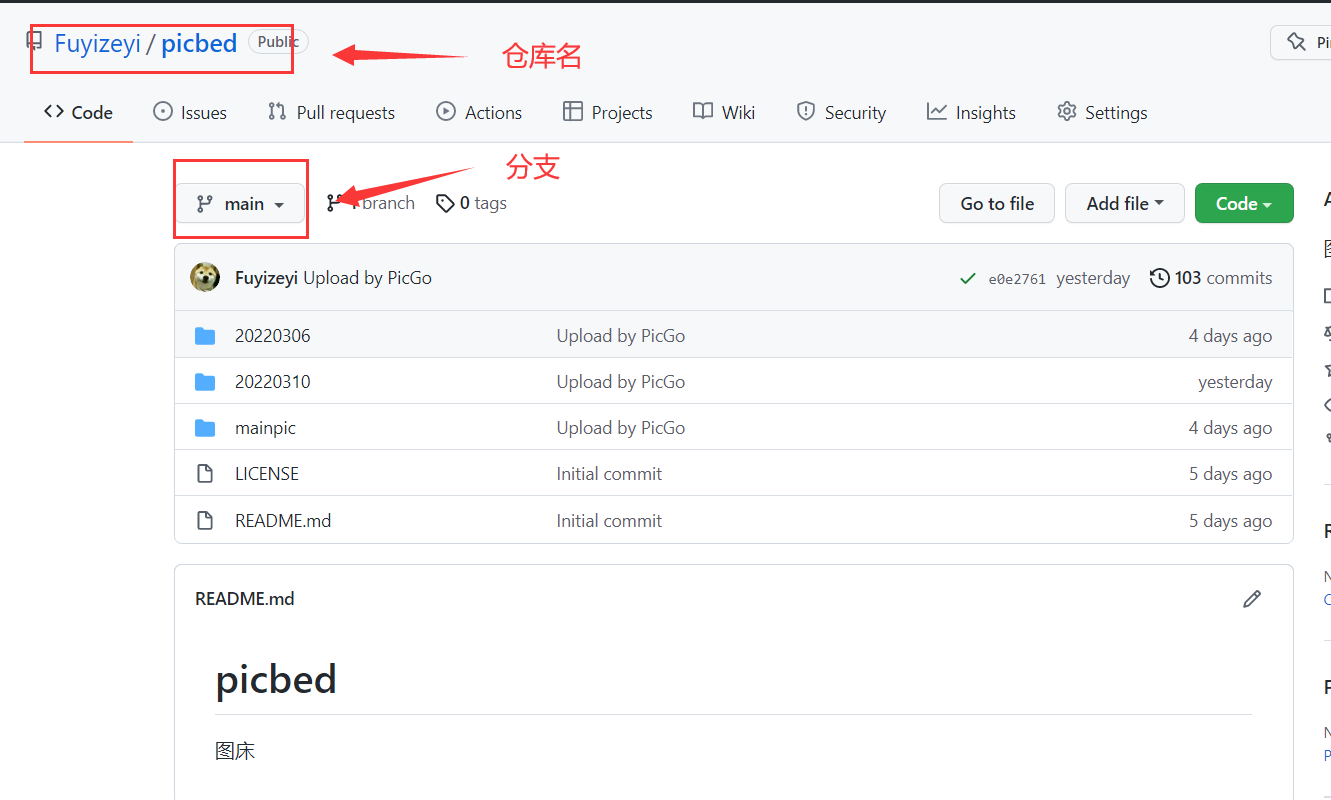 Fuyizeyi / picbed Public 仓库名 Pin
Code Issues Pull requests Actions Projects Wiki Security Insights Settings
分支
main branch 0 tags Go to file Add file Code
Fuyizeyi Upload by PicGo e0e2761 yesterday 103 commits
20220306 Upload by PicGo 4 days ago
20220310 Upload by PicGo yesterday
mainpic Upload by PicGo 4 days ago
LICENSE Initial commit 5 days ago
README.md Initial commit 5 days ago
README.md
picbed
图床